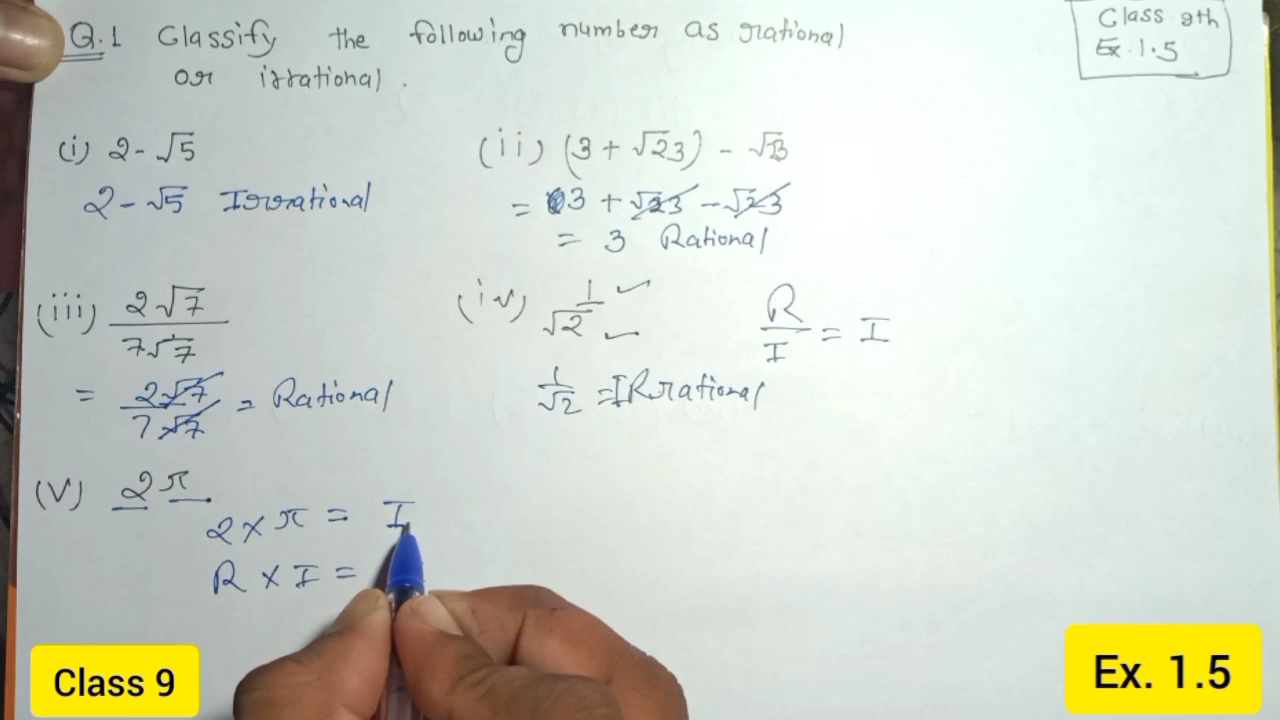 Q.1 Classify the following number as rational
or irrational.
Class 9th
Ex. 1.5
(i) 2-√5
2-√5 Irrational
(ii) (3+√23) - √23
= 3 + √23 - √23
= 3 Rational
(iii) 2√7/7√7
= 2√7/7√7 = Rational
(iv) 1/√2
R/I = I
1/√2 = IRrational
(V) 2π
2 × π = I
R × I =
Class 9
Ex. 1.5